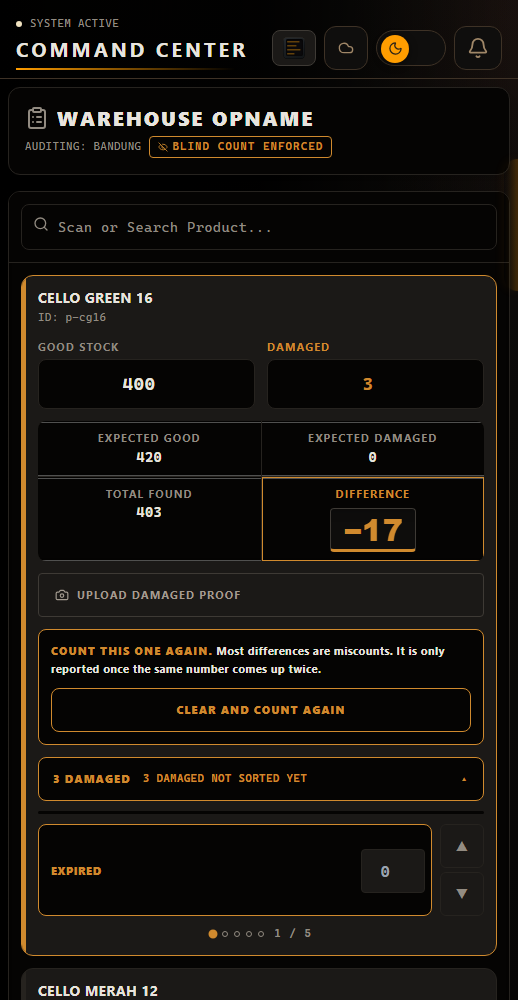 SYSTEM ACTIVE
COMMAND CENTER
WAREHOUSE OPNAME
AUDITING: BANDUNG BLIND COUNT ENFORCED
Scan or Search Product...
CELLO GREEN 16
ID: p-cg16
GOOD STOCK DAMAGED
400 3
EXPECTED GOOD EXPECTED DAMAGED
420 0
TOTAL FOUND DIFFERENCE
403 −17
UPLOAD DAMAGED PROOF
COUNT THIS ONE AGAIN. Most differences are miscounts. It is only
reported once the same number comes up twice.
CLEAR AND COUNT AGAIN
3 DAMAGED 3 DAMAGED NOT SORTED YET ▲
EXPIRED 0 ▲
▼
1 / 5
CELLO MERAH 12